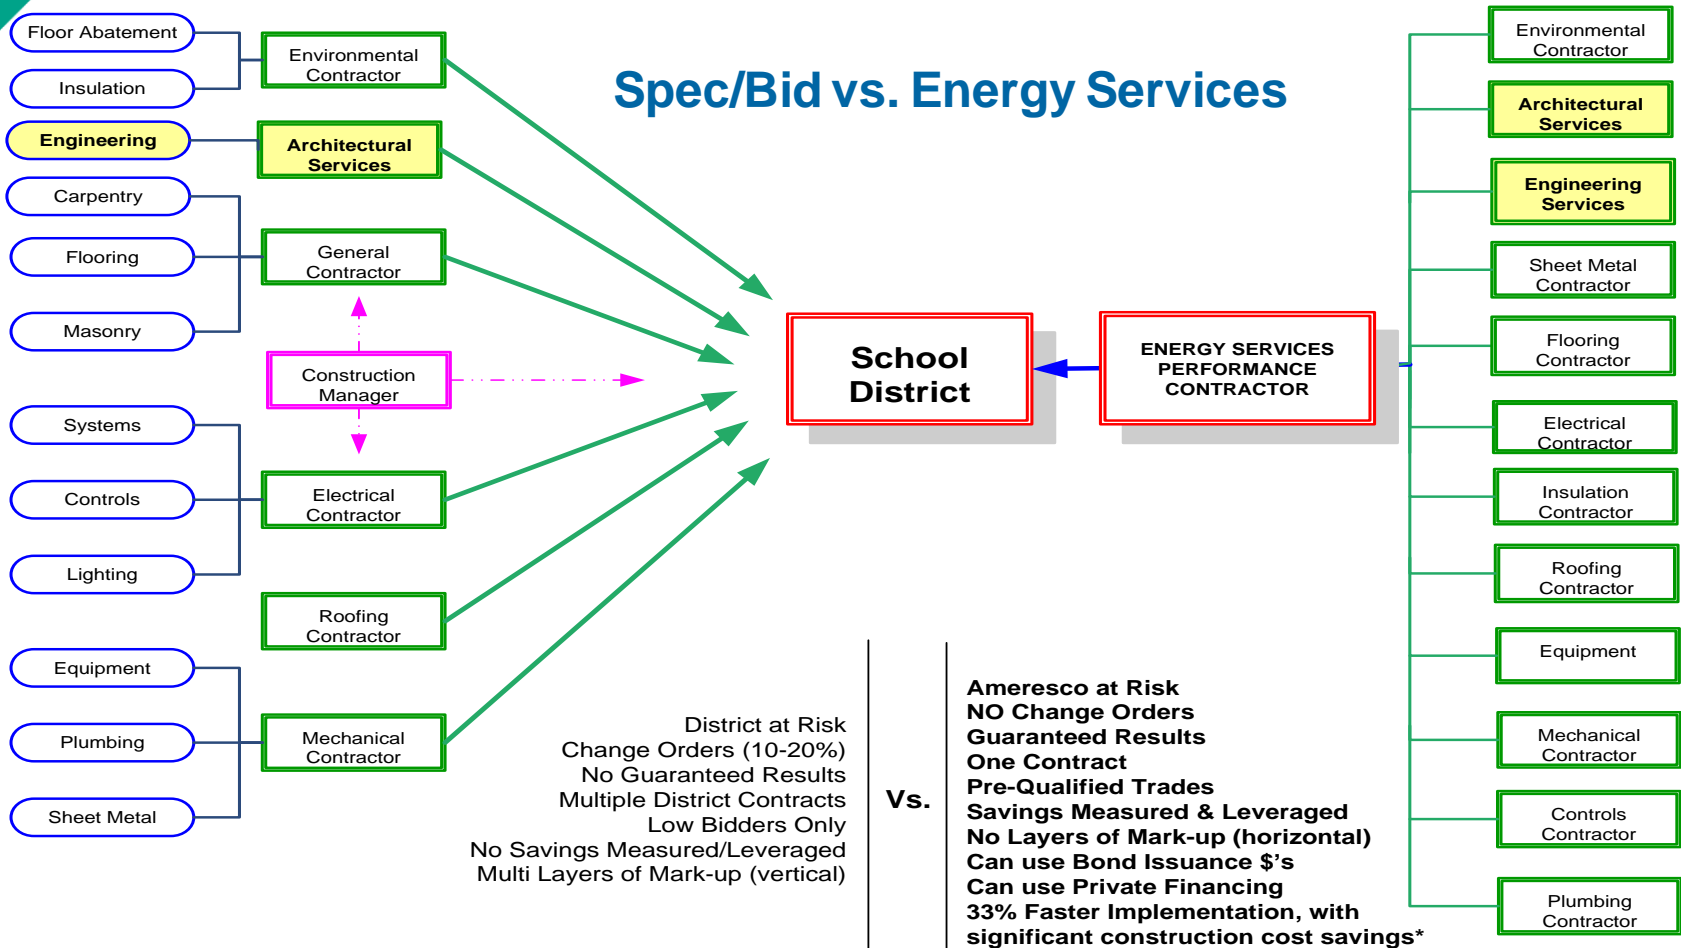 Spec/Bid vs. Energy Services
Floor Abatement
Insulation
Engineering
Carpentry
Flooring
Masonry
Systems
Controls
Lighting
Equipment
Plumbing
Sheet Metal
Environmental
Contractor
Architectural
Services
General
Contractor
Construction
Manager
Electrical
Contractor
Roofing
Contractor
Mechanical
Contractor
School
District
ENERGY SERVICES
PERFORMANCE
CONTRACTOR
Environmental
Contractor
Architectural
Services
Engineering
Services
Sheet Metal
Contractor
Flooring
Contractor
Electrical
Contractor
Insulation
Contractor
Roofing
Contractor
Equipment
Mechanical
Contractor
Controls
Contractor
Plumbing
Contractor
District at Risk
Change Orders (10-20%)
No Guaranteed Results
Multiple District Contracts
Low Bidders Only
No Savings Measured/Leveraged
Multi Layers of Mark-up (vertical)
Vs.
Ameresco at Risk
NO Change Orders
Guaranteed Results
One Contract
Pre-Qualified Trades
Savings Measured & Leveraged
No Layers of Mark-up (horizontal)
Can use Bond Issuance $’s
Can use Private Financing
33% Faster Implementation, with
significant construction cost savings*